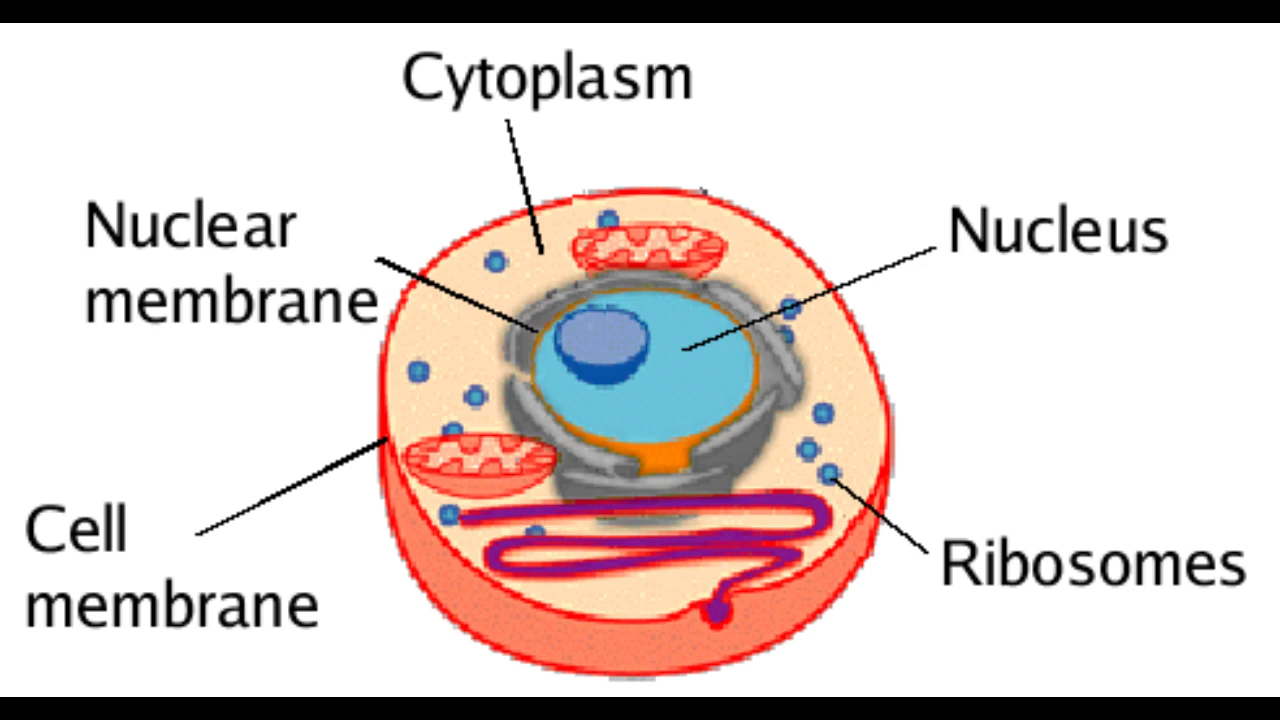 Cytoplasm
Nuclear
membrane
Nucleus
Cell
membrane
Ribosomes